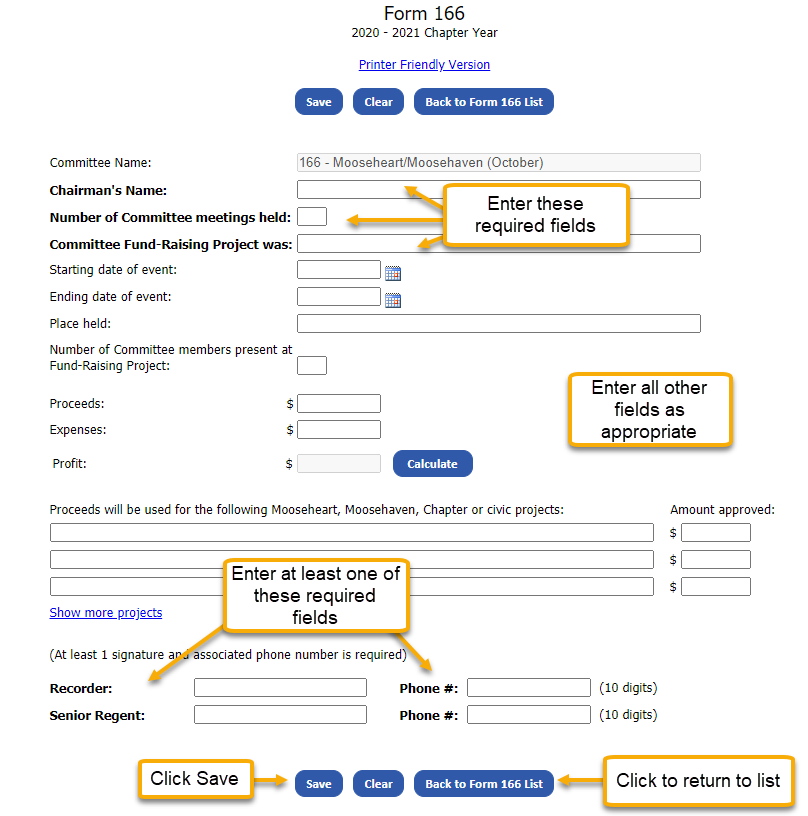 Form 166
2020 - 2021 Chapter Year
Printer Friendly Version
Save Clear Back to Form 166 List
Committee Name: 166 - Mooseheart/Moosehaven (October)
Chairman's Name:
Enter these
required fields
Number of Committee meetings held:
Committee Fund-Raising Project was:
Starting date of event:
Ending date of event:
Place held:
Number of Committee members present at
Fund-Raising Project:
Enter all other
fields as
appropriate
Proceeds: $
Expenses: $
Profit: $ Calculate
Proceeds will be used for the following Mooseheart, Moosehaven, Chapter or civic projects: Amount approved:
$
$
$
Show more projects
Enter at least one of
these required
fields
(At least 1 signature and associated phone number is required)
Recorder: Phone #: (10 digits)
Senior Regent: Phone #: (10 digits)
Click Save
Save Clear Back to Form 166 List
Click to return to list